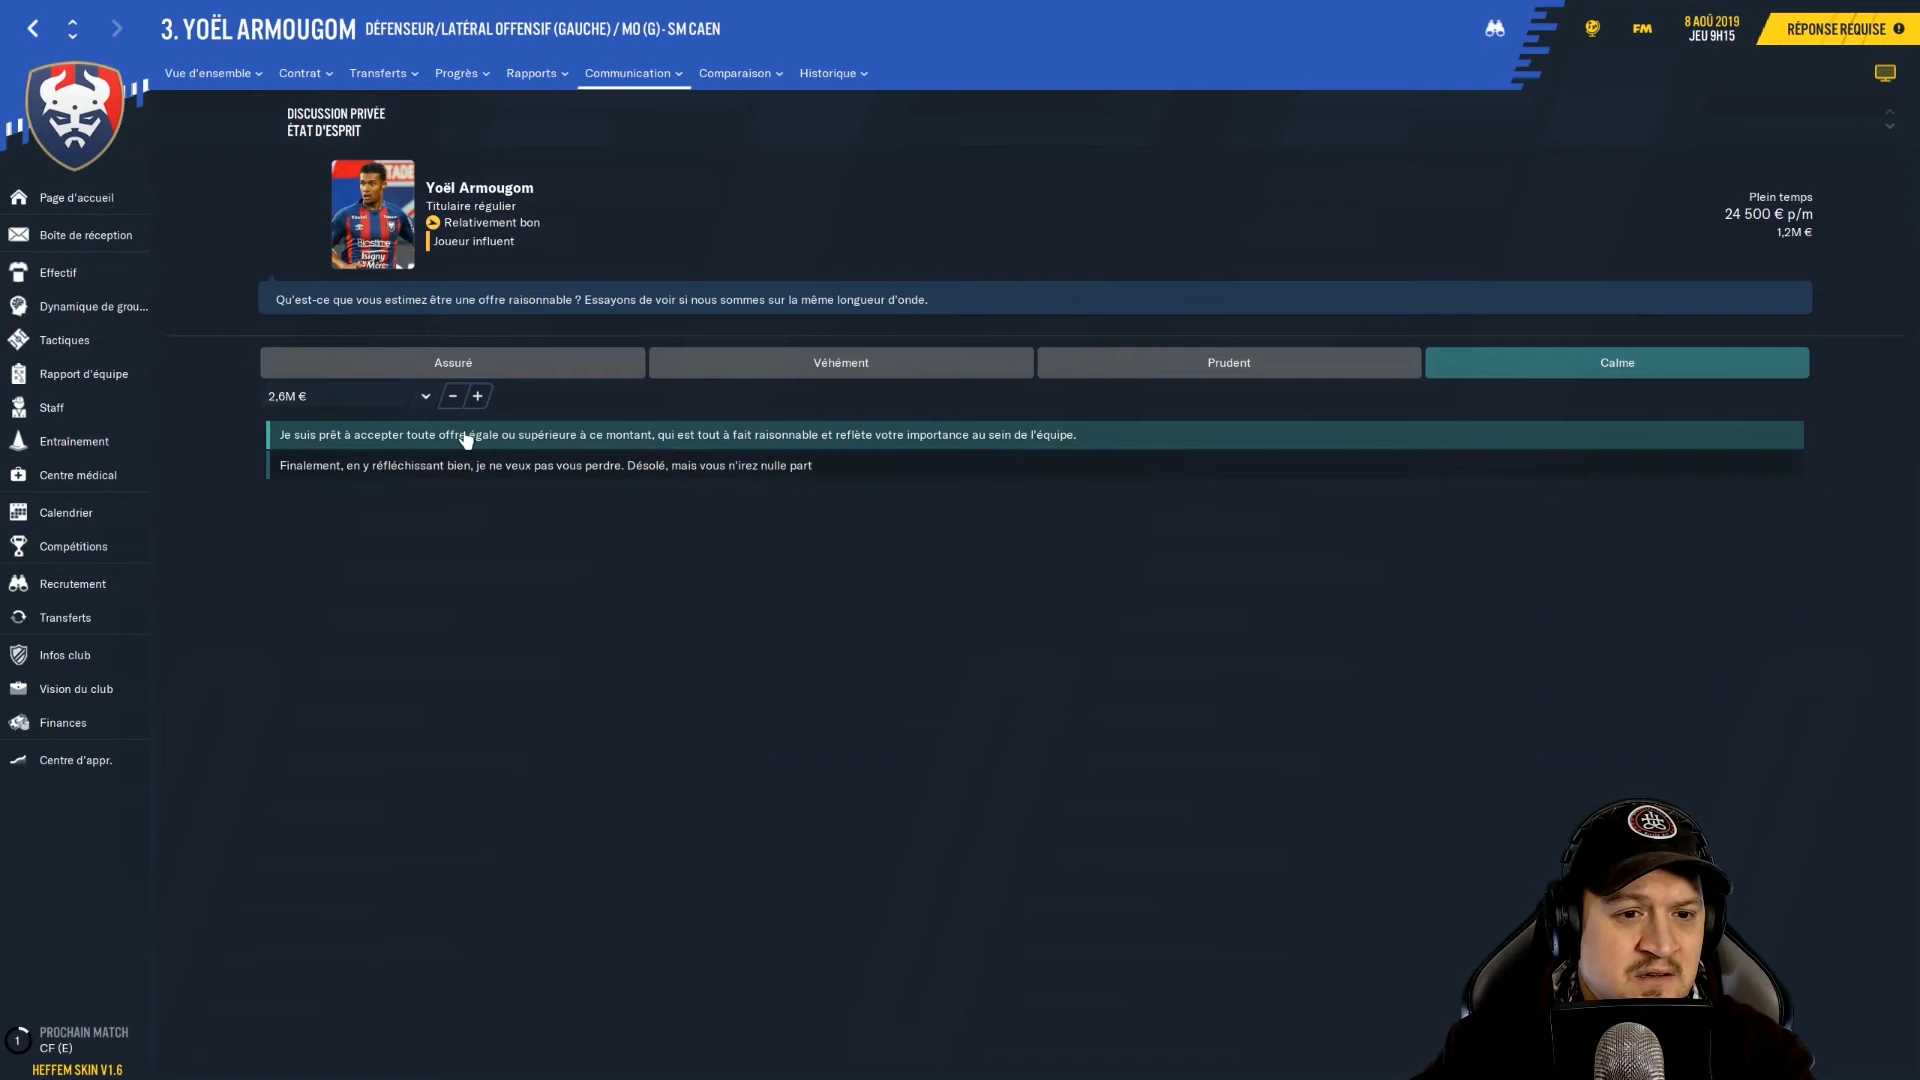 3. YOËL ARMOUGOM DÉFENSEUR/LATÉRAL OFFENSIF (GAUCHE) / MO (G) - SM CAEN
FM
8 AOÛ 2019
JEU 9H15
RÉPONSE REQUISE
Vue d'ensemble Contrat Transferts Progrès Rapports Communication Comparaison Historique
DISCUSSION PRIVÉE
ÉTAT D'ESPRIT
Yoël Armougom
Titulaire régulier
Relativement bon
Joueur influent
Plein temps
24 500 € p/m
1,2M €
Qu'est-ce que vous estimez être une offre raisonnable ? Essayons de voir si nous sommes sur la même longueur d'onde.
Assuré Véhément Prudent Calme
2,6M € - +
Je suis prêt à accepter toute offre égale ou supérieure à ce montant, qui est tout à fait raisonnable et reflète votre importance au sein de l'équipe.
Finalement, en y réfléchissant bien, je ne veux pas vous perdre. Désolé, mais vous n'irez nulle part
Page d'accueil
Boîte de réception
Effectif
Dynamique de grou...
Tactiques
Rapport d'équipe
Staff
Entraînement
Centre médical
Calendrier
Compétitions
Recrutement
Transferts
Infos club
Vision du club
Finances
Centre d'appr.
1
PROCHAIN MATCH
CF (E)
HEFFEM SKIN V1.6